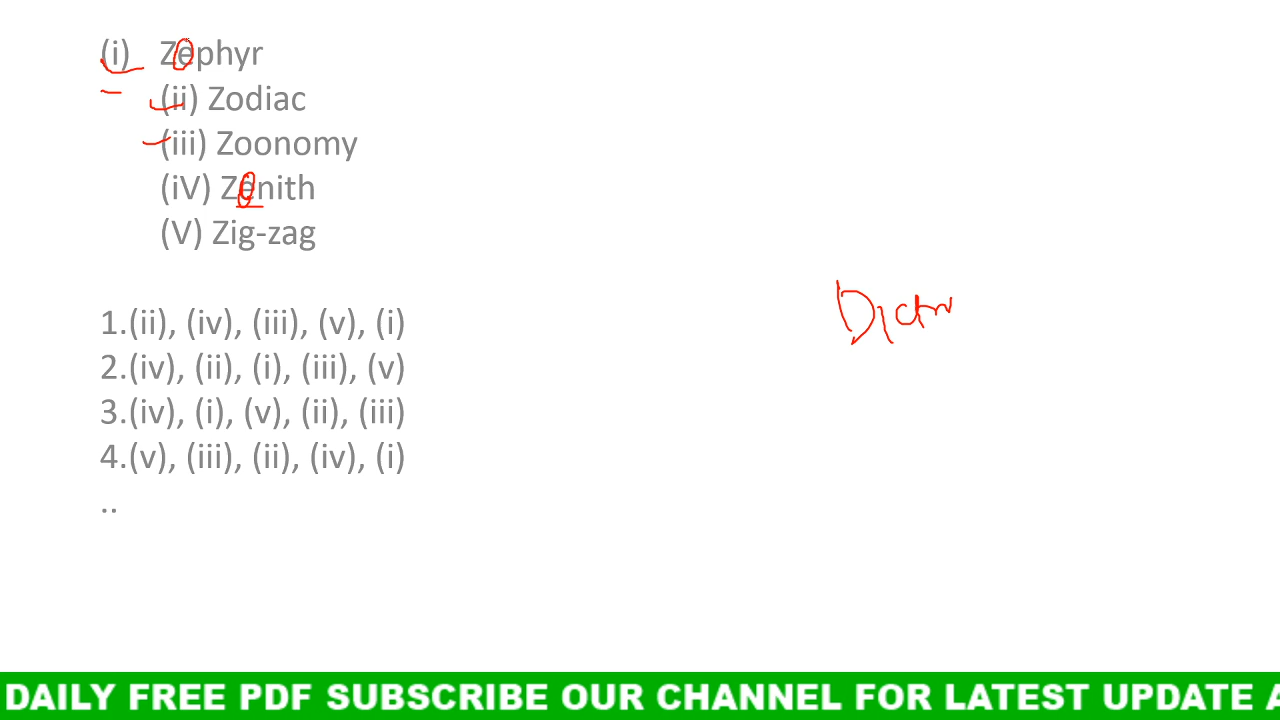 (i) Zephyr
(ii) Zodiac
(iii) Zoonomy
(iV) Zenith
(V) Zig-zag
Dictn
1.(ii), (iv), (iii), (v), (i)
2.(iv), (ii), (i), (iii), (v)
3.(iv), (i), (v), (ii), (iii)
4.(v), (iii), (ii), (iv), (i)
..
DAILY FREE PDF SUBSCRIBE OUR CHANNEL FOR LATEST UPDATE A